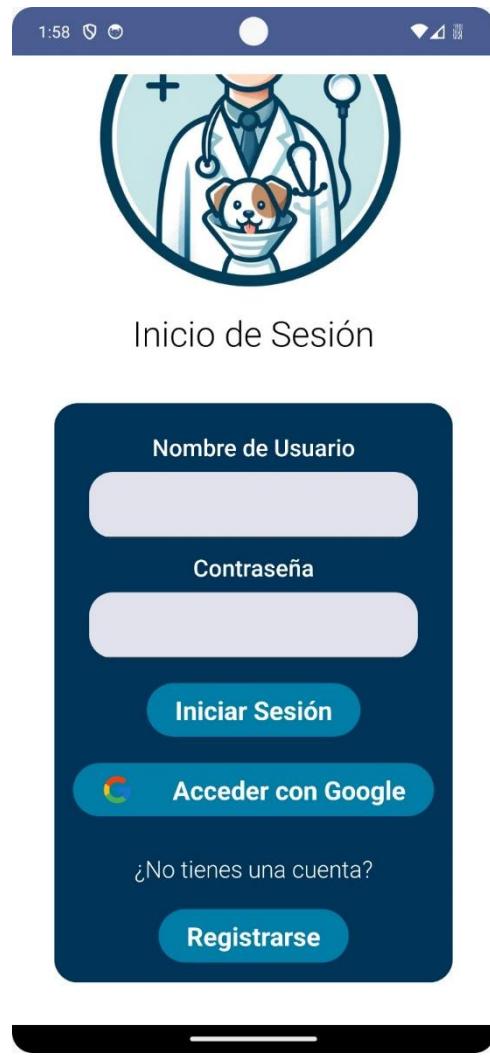 1:58
Inicio de Sesión
Nombre de Usuario
Contraseña
Iniciar Sesión
Acceder con Google
¿No tienes una cuenta?
Registrarse